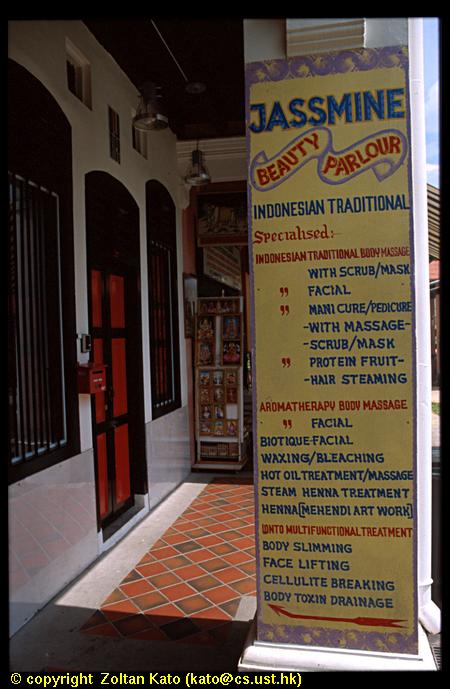 JASSMINE
BEAUTY PARLOUR
INDONESIAN TRADITIONAL
Specialised:-
INDONESIAN TRADITIONAL BODY MASSAGE
WITH SCRUB/MASK
" FACIAL
" MANI CURE/PEDICURE
-WITH MASSAGE-
-SCRUB/MASK
" PROTEIN FRUIT-
-HAIR STEAMING
AROMATHERAPY BODY MASSAGE
" FACIAL
BIOTIQUE-FACIAL
WAXING/BLEACHING
HOT OIL TREATMENT/MASSAGE
STEAM HENNA TREATMENT
HENNA [MEHENDI ART WORK]
IONTO MULTIFUNCTIONAL TREATMENT
BODY SLIMMING
FACE LIFTING
CELLULITE BREAKING
BODY TOXIN DRAINAGE
© copyright Zoltan Kato (kato@cs.ust.hk)